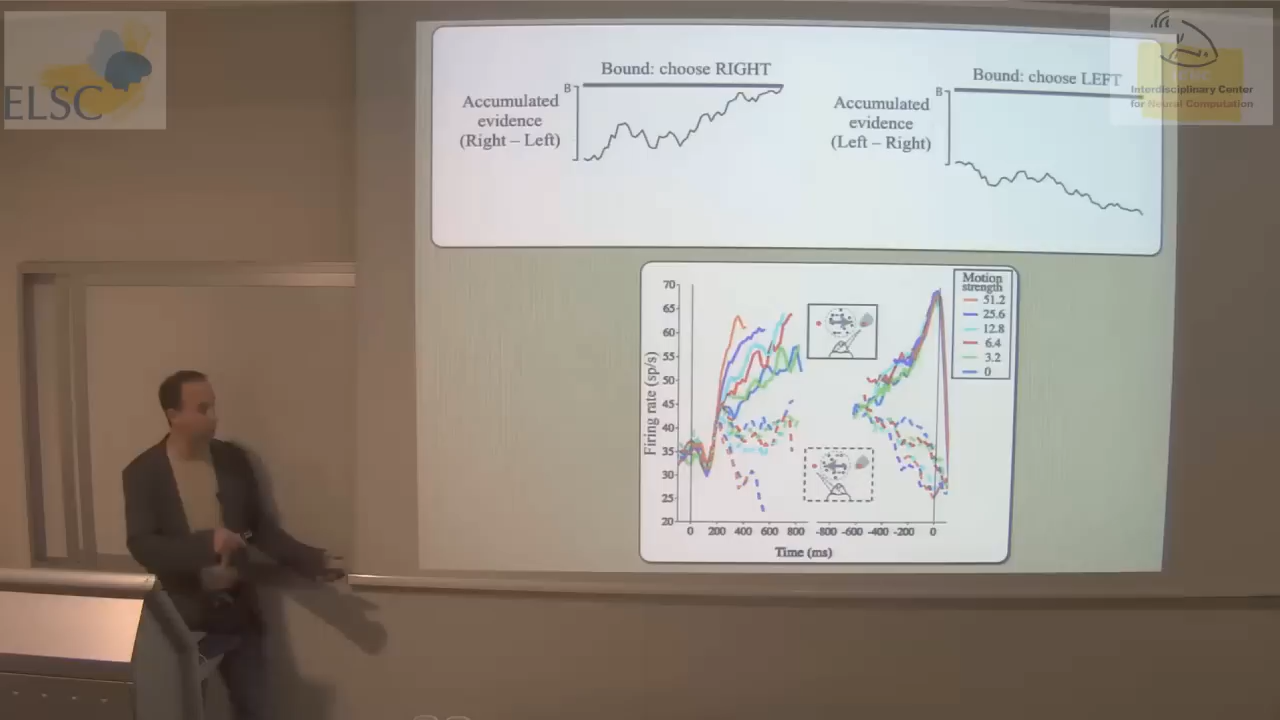 ELSC
Interdisciplinary Center
for Neural Computation
Bound: choose RIGHT
B
Accumulated
evidence
(Right – Left)
Bound: choose LEFT
B
Accumulated
evidence
(Left – Right)
Firing rate (sp/s)
70
65
60
55
50
45
40
35
30
25
20
0 200 400 600 800 -800 -600 -400 -200 0
Time (ms)
Motion
strength
51.2
25.6
12.8
6.4
3.2
0